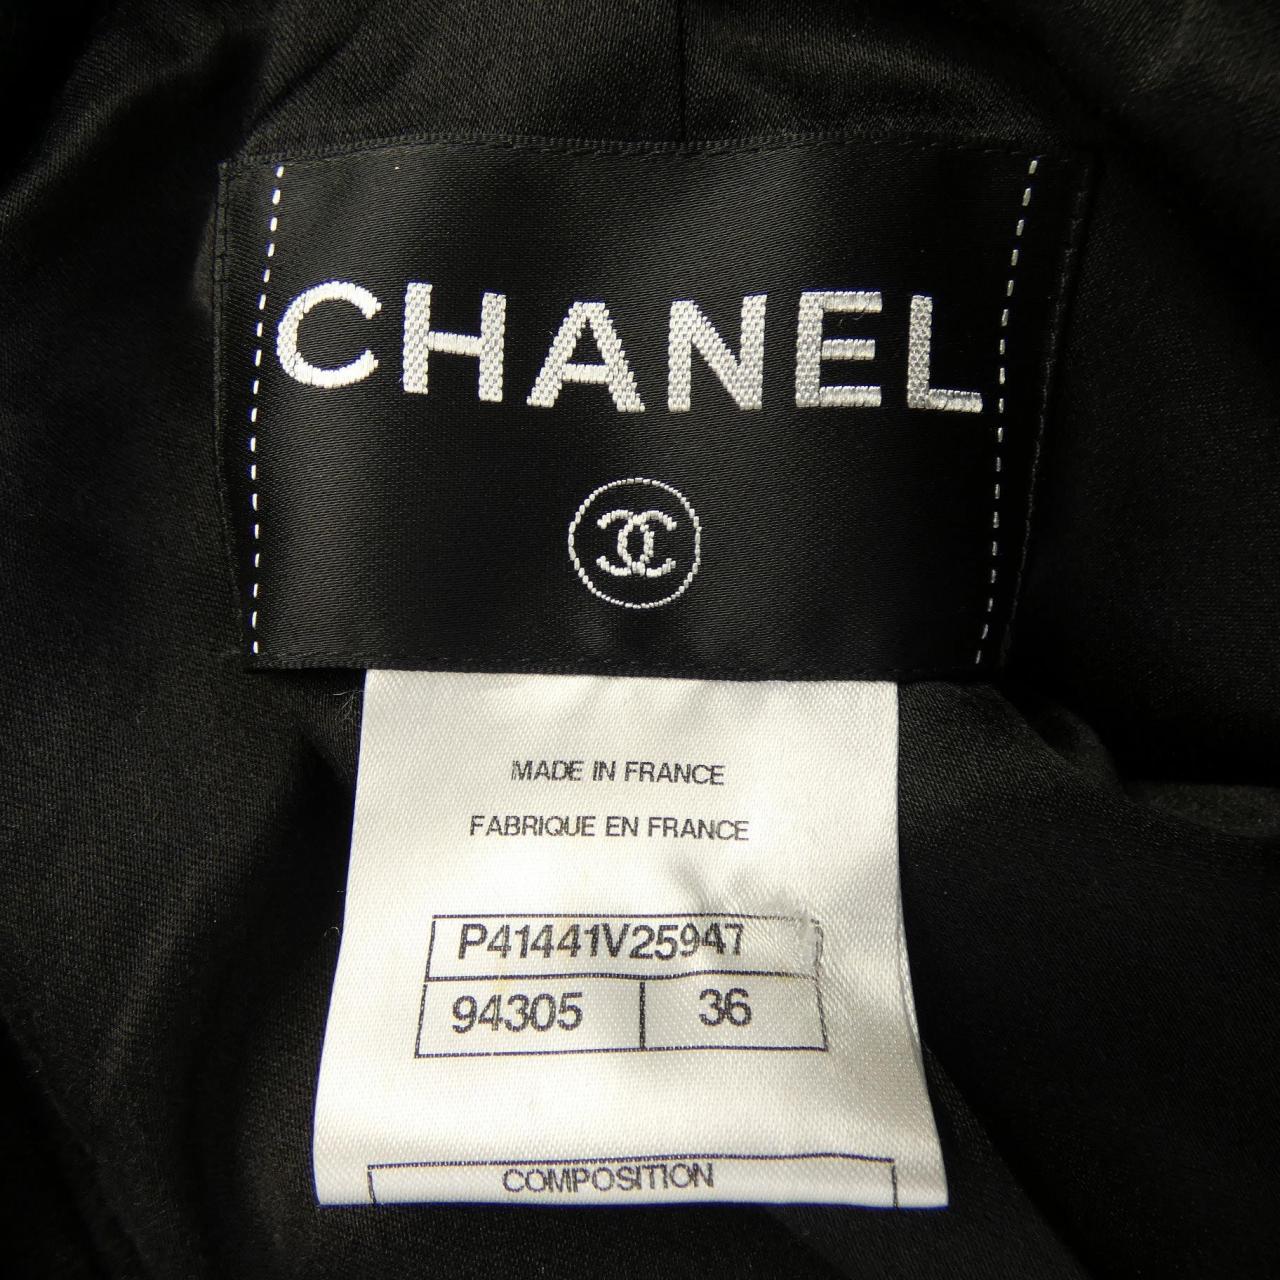 CHANEL
MADE IN FRANCE
FABRIQUE EN FRANCE
P41441V25947
94305 36
COMPOSITION